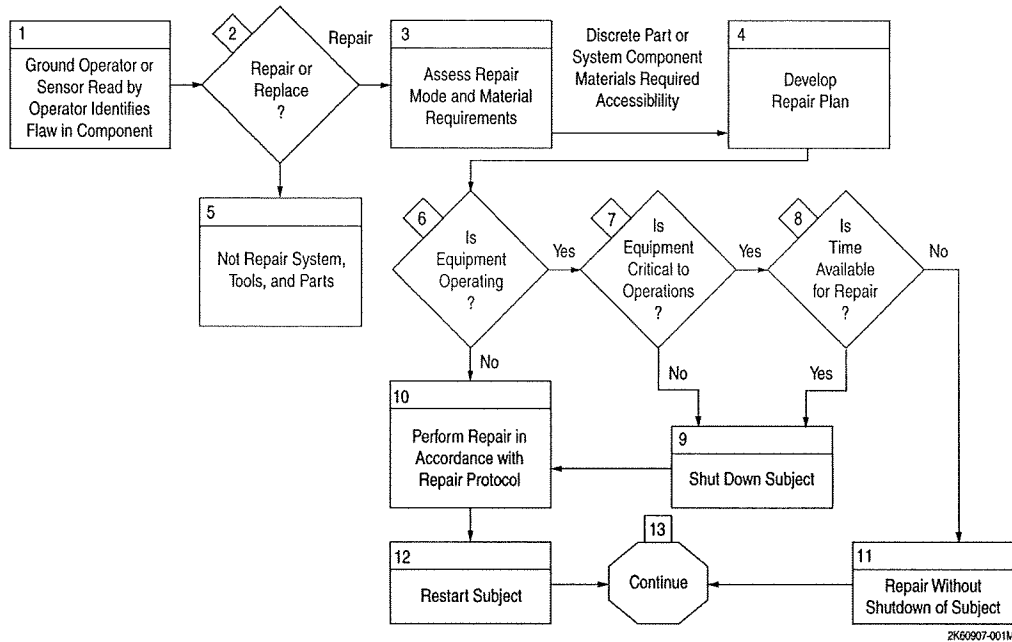 1
Ground Operator or
Sensor Read by
Operator Identifies
Flaw in Component
2
Repair or
Replace
?
Repair
3
Assess Repair
Mode and Material
Requirements
Discrete Part or
System Component
Materials Required
Accessiblility
4
Develop
Repair Plan
5
Not Repair System,
Tools, and Parts
6
Is
Equipment
Operating
?
Yes
No
7
Is
Equipment
Critical to
Operations
?
Yes
No
8
Is
Time
Available
for Repair
?
No
Yes
9
Shut Down Subject
10
Perform Repair in
Accordance with
Repair Protocol
12
Restart Subject
13
Continue
11
Repair Without
Shutdown of Subject
2K60907-001M